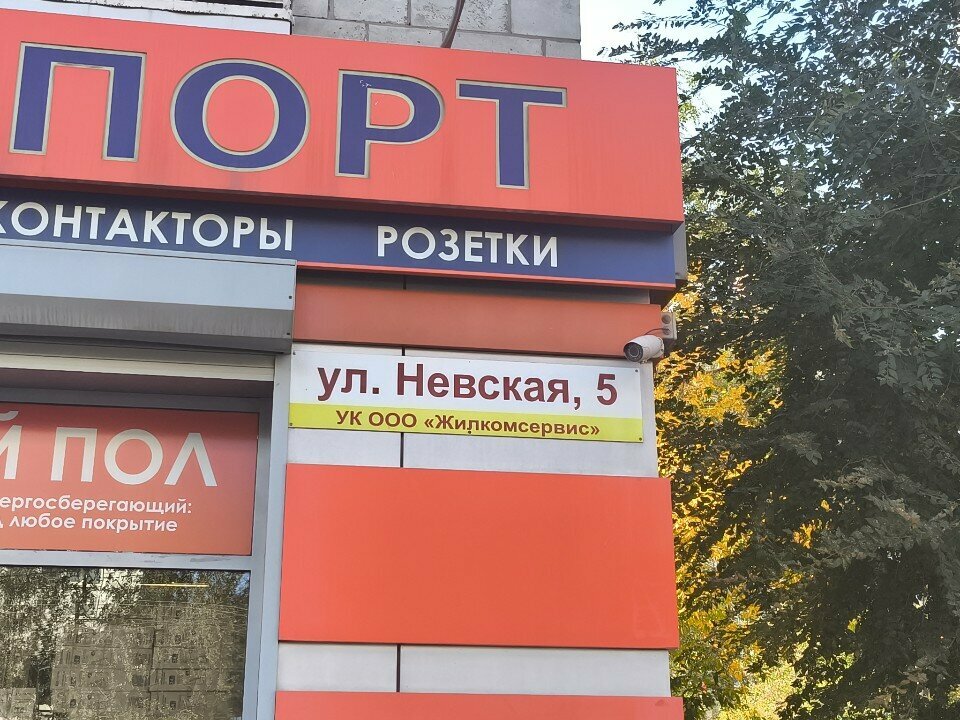 ПОРТ
КОНТАКТОРЫ РОЗЕТКИ
ул. Невская, 5
УК ООО «Жилкомсервис»
Й ПОЛ
ергосберегающий:
любое покрытие